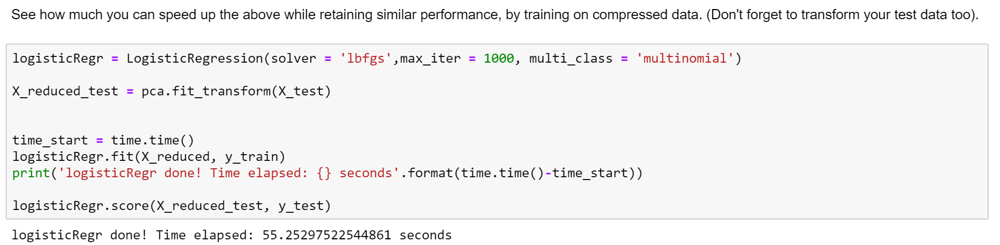 See how much you can speed up the above while retaining similar performance, by training on compressed data. (Don't forget to transform your test data too).
logisticRegr = LogisticRegression(solver = 'lbfgs',max_iter = 1000, multi_class = 'multinomial')
X_reduced_test = pca.fit_transform(X_test)
time_start = time.time()
logisticRegr.fit(X_reduced, y_train)
print('logisticRegr done! Time elapsed: {} seconds'.format(time.time()-time_start))
logisticRegr.score(X_reduced_test, y_test)
logisticRegr done! Time elapsed: 55.25297522544861 seconds